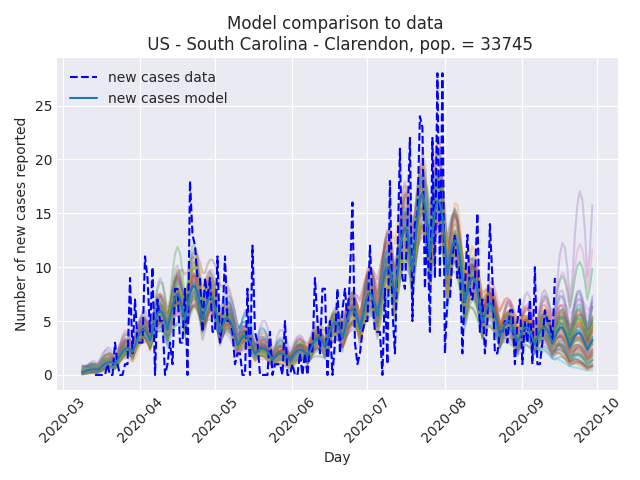 Model comparison to data
US - South Carolina - Clarendon, pop. = 33745
new cases data
new cases model
Number of new cases reported
25
20
15
10
5
0
2020-03
2020-04
2020-05
2020-06
2020-07
2020-08
2020-09
2020-10
Day